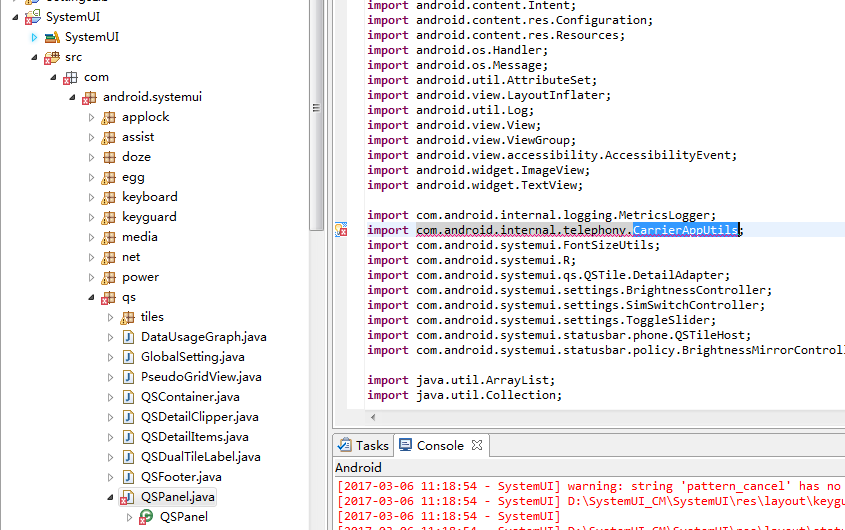 SystemUI
SystemUI
src
com
android.systemui
applock
assist
doze
egg
keyboard
keyguard
media
net
power
qs
tiles
DataUsageGraph.java
GlobalSetting.java
PseudoGridView.java
QSContainer.java
QSDetailClipper.java
QSDetailItems.java
QSDualTileLabel.java
QSFooter.java
QSPanel.java
QSPanel
import android.content.Intent;
import android.content.res.Configuration;
import android.content.res.Resources;
import android.os.Handler;
import android.os.Message;
import android.util.AttributeSet;
import android.view.LayoutInflater;
import android.util.Log;
import android.view.View;
import android.view.ViewGroup;
import android.view.accessibility.AccessibilityEvent;
import android.widget.ImageView;
import android.widget.TextView;
import com.android.internal.logging.MetricsLogger;
import com.android.internal.telephony.CarrierAppUtils;
import com.android.systemui.FontSizeUtils;
import com.android.systemui.R;
import com.android.systemui.qs.QSTile.DetailAdapter;
import com.android.systemui.settings.BrightnessController;
import com.android.systemui.settings.SimSwitchController;
import com.android.systemui.settings.ToggleSlider;
import com.android.systemui.statusbar.phone.QSTileHost;
import com.android.systemui.statusbar.policy.BrightnessMirrorControl
import java.util.ArrayList;
import java.util.Collection;
Tasks Console
Android
[2017-03-06 11:18:54 - SystemUI] warning: string 'pattern_cancel' has no
[2017-03-06 11:18:54 - SystemUI] D:\SystemUI_CM\SystemUI\res\layout\keygu
[2017-03-06 11:18:54 - SystemUI]